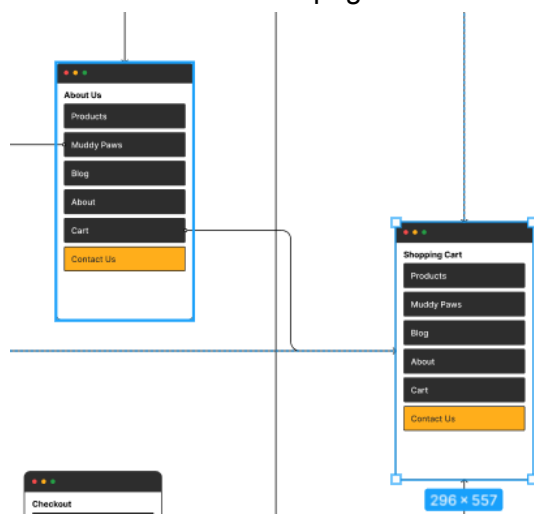 About Us
Products
Muddy Paws
Blog
About
Cart
Contact Us
Shopping Cart
Products
Muddy Paws
Blog
About
Cart
Contact Us
296 × 557
Checkout